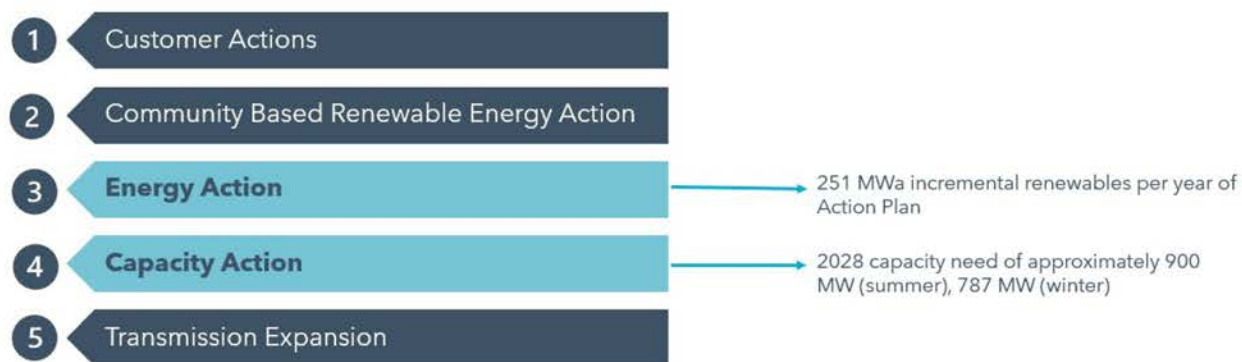 1 Customer Actions
2 Community Based Renewable Energy Action
3 Energy Action
251 MWa incremental renewables per year of
Action Plan
4 Capacity Action
2028 capacity need of approximately 900
MW (summer), 787 MW (winter)
5 Transmission Expansion